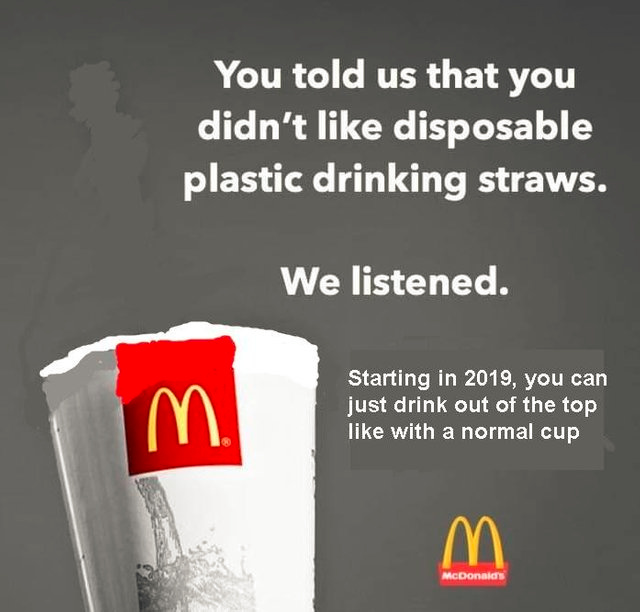 You told us that you
didn't like disposable
plastic drinking straws.
We listened.
Starting in 2019, you can
just drink out of the top
like with a normal cup
McDonald's